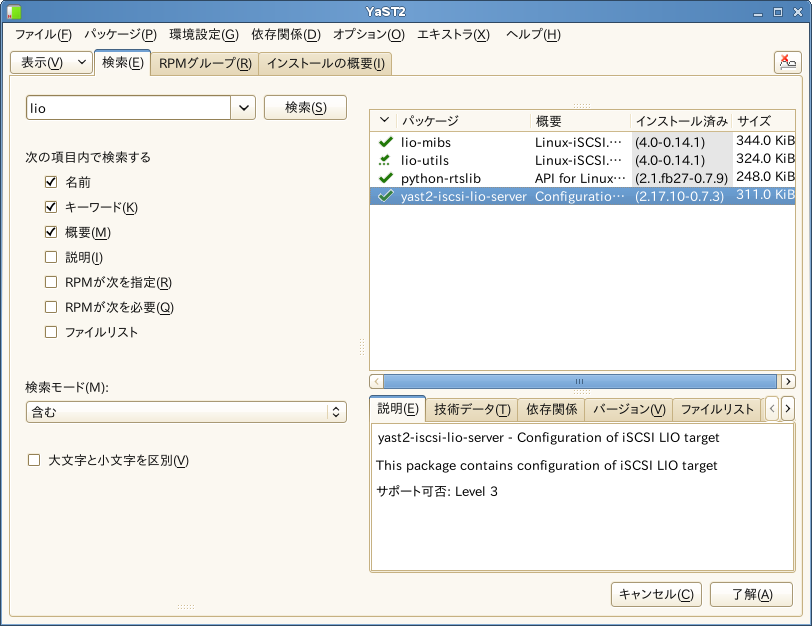 YaST2
ファイル(F) パッケージ(P) 環境設定(G) 依存関係(D) オプション(O) エキストラ(X) ヘルプ(H)
表示(V) 検索(E) RPMグループ(R) インストールの概要(I)
lio 検索(S)
次の項目内で検索する
名前
キーワード(K)
概要(M)
説明(I)
RPMが次を指定(R)
RPMが次を必要(Q)
ファイルリスト
検索モード(M):
含む
大文字と小文字を区別(V)
パッケージ 概要 インストール済み サイズ
lio-mibs Linux-iSCSI.… (4.0-0.14.1) 344.0 KiB
lio-utils Linux-iSCSI.… (4.0-0.14.1) 324.0 KiB
python-rtslib API for Linux… (2.1.fb27-0.7.9) 248.0 KiB
yast2-iscsi-lio-server Configuratio… (2.17.10-0.7.3) 311.0 KiB
説明(E) 技術データ(T) 依存関係 バージョン(V) ファイルリスト
yast2-iscsi-lio-server - Configuration of iSCSI LIO target
This package contains configuration of iSCSI LIO target
サポート可否: Level 3
キャンセル(C) 了解(A)